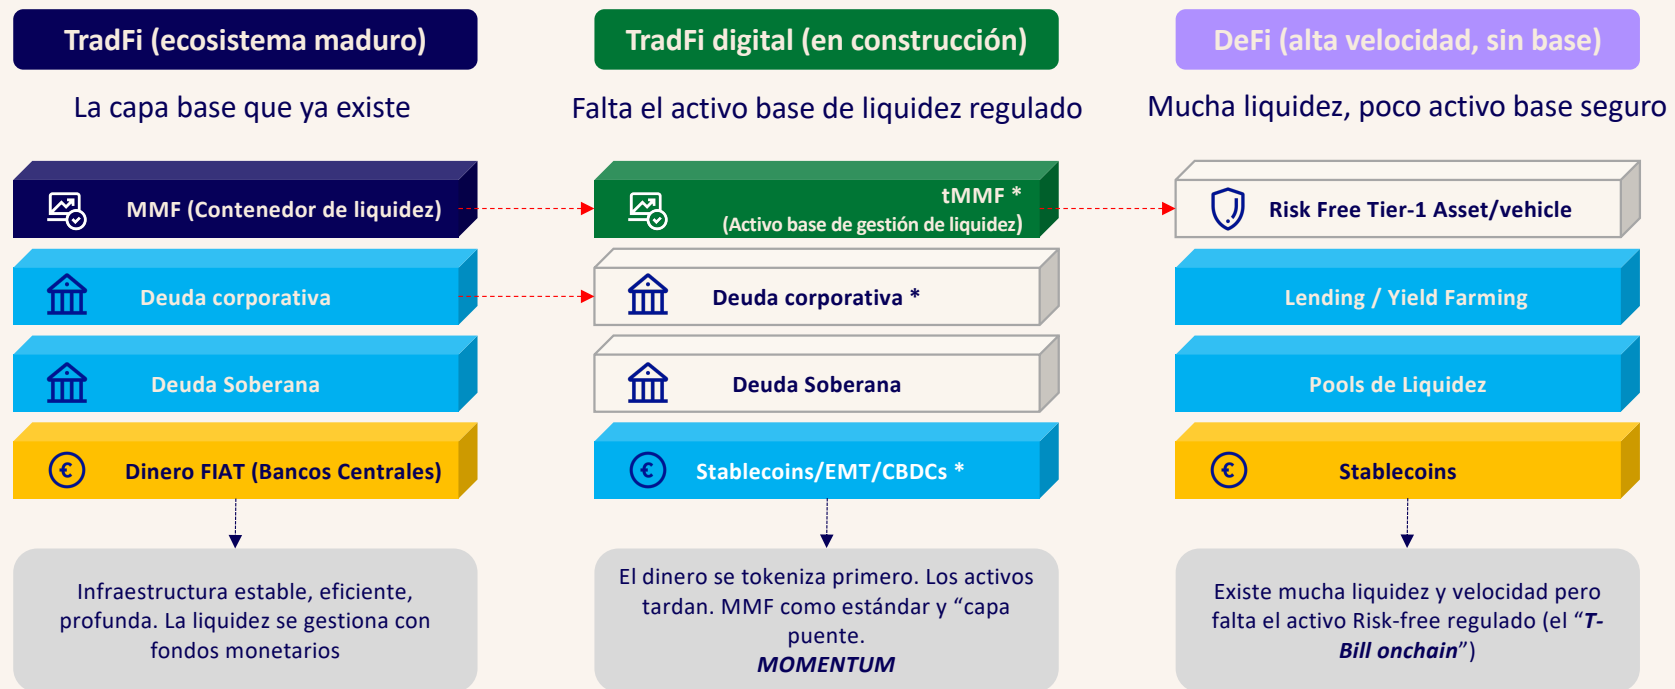 TradFi (ecosistema maduro)
La capa base que ya existe
MMF (Contenedor de liquidez)
Deuda corporativa
Deuda Soberana
€
Dinero FIAT (Bancos Centrales)
Infraestructura estable, eficiente,
profunda. La liquidez se gestiona con
fondos monetarios
TradFi digital (en construcción)
Falta el activo base de liquidez regulado
tMMF *
(Activo base de gestión de liquidez)
Deuda corporativa *
Deuda Soberana
€
Stablecoins/EMT/CBDCs *
El dinero se tokeniza primero. Los activos
tardan. MMF como estándar y “capa
puente.
MOMENTUM
DeFi (alta velocidad, sin base)
Mucha liquidez, poco activo base seguro
Risk Free Tier-1 Asset/vehicle
Lending / Yield Farming
Pools de Liquidez
€
Stablecoins
Existe mucha liquidez y velocidad pero
falta el activo Risk-free regulado (el “T-
Bill onchain”)